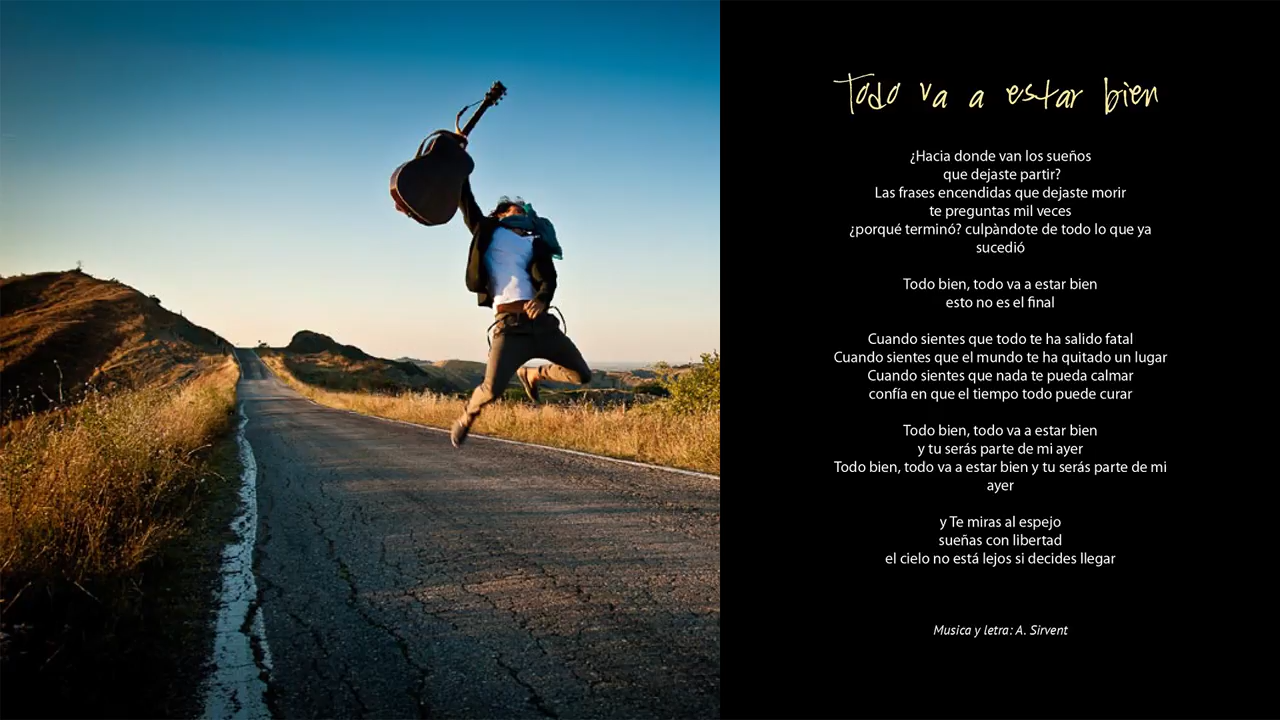 Todo va a estar bien
¿Hacia donde van los sueños
que dejaste partir?
Las frases encendidas que dejaste morir
te preguntas mil veces
¿porqué terminó? culpàndote de todo lo que ya
sucedió
Todo bien, todo va a estar bien
esto no es el final
Cuando sientes que todo te ha salido fatal
Cuando sientes que el mundo te ha quitado un lugar
Cuando sientes que nada te pueda calmar
confía en que el tiempo todo puede curar
Todo bien, todo va a estar bien
y tu serás parte de mi ayer
Todo bien, todo va a estar bien y tu serás parte de mi
ayer
y Te miras al espejo
sueñas con libertad
el cielo no está lejos si decides llegar
Musica y letra: A. Sirvent